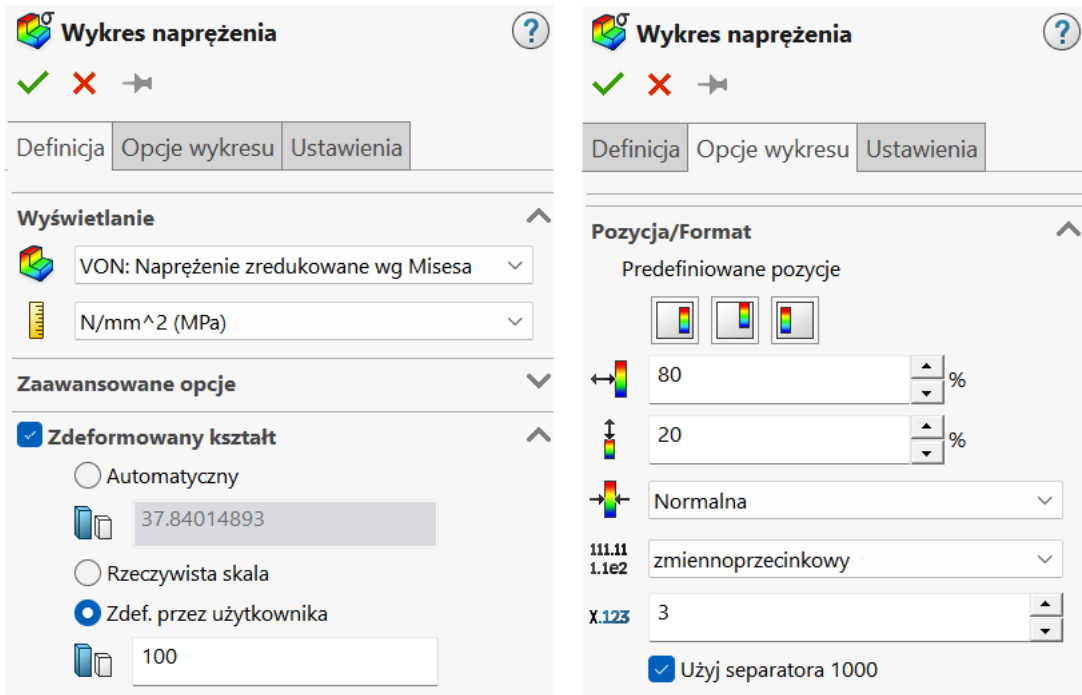 Wykres naprężenia
?
Definicja Opcje wykresu Ustawienia
Wyświetlanie
VON: Naprężenie zredukowane wg Misesa
N/mm^2 (MPa)
Zaawansowane opcje
Zdeformowany kształt
Automatyczny
37.84014893
Rzeczywista skala
Zdef. przez użytkownika
100
Wykres naprężenia
?
Definicja Opcje wykresu Ustawienia
Pozycja/Format
Predefiniowane pozycje
80 %
20 %
Normalna
111.11
1.1e2
zmiennoprzecinkowy
X.123 3
Użyj separatora 1000